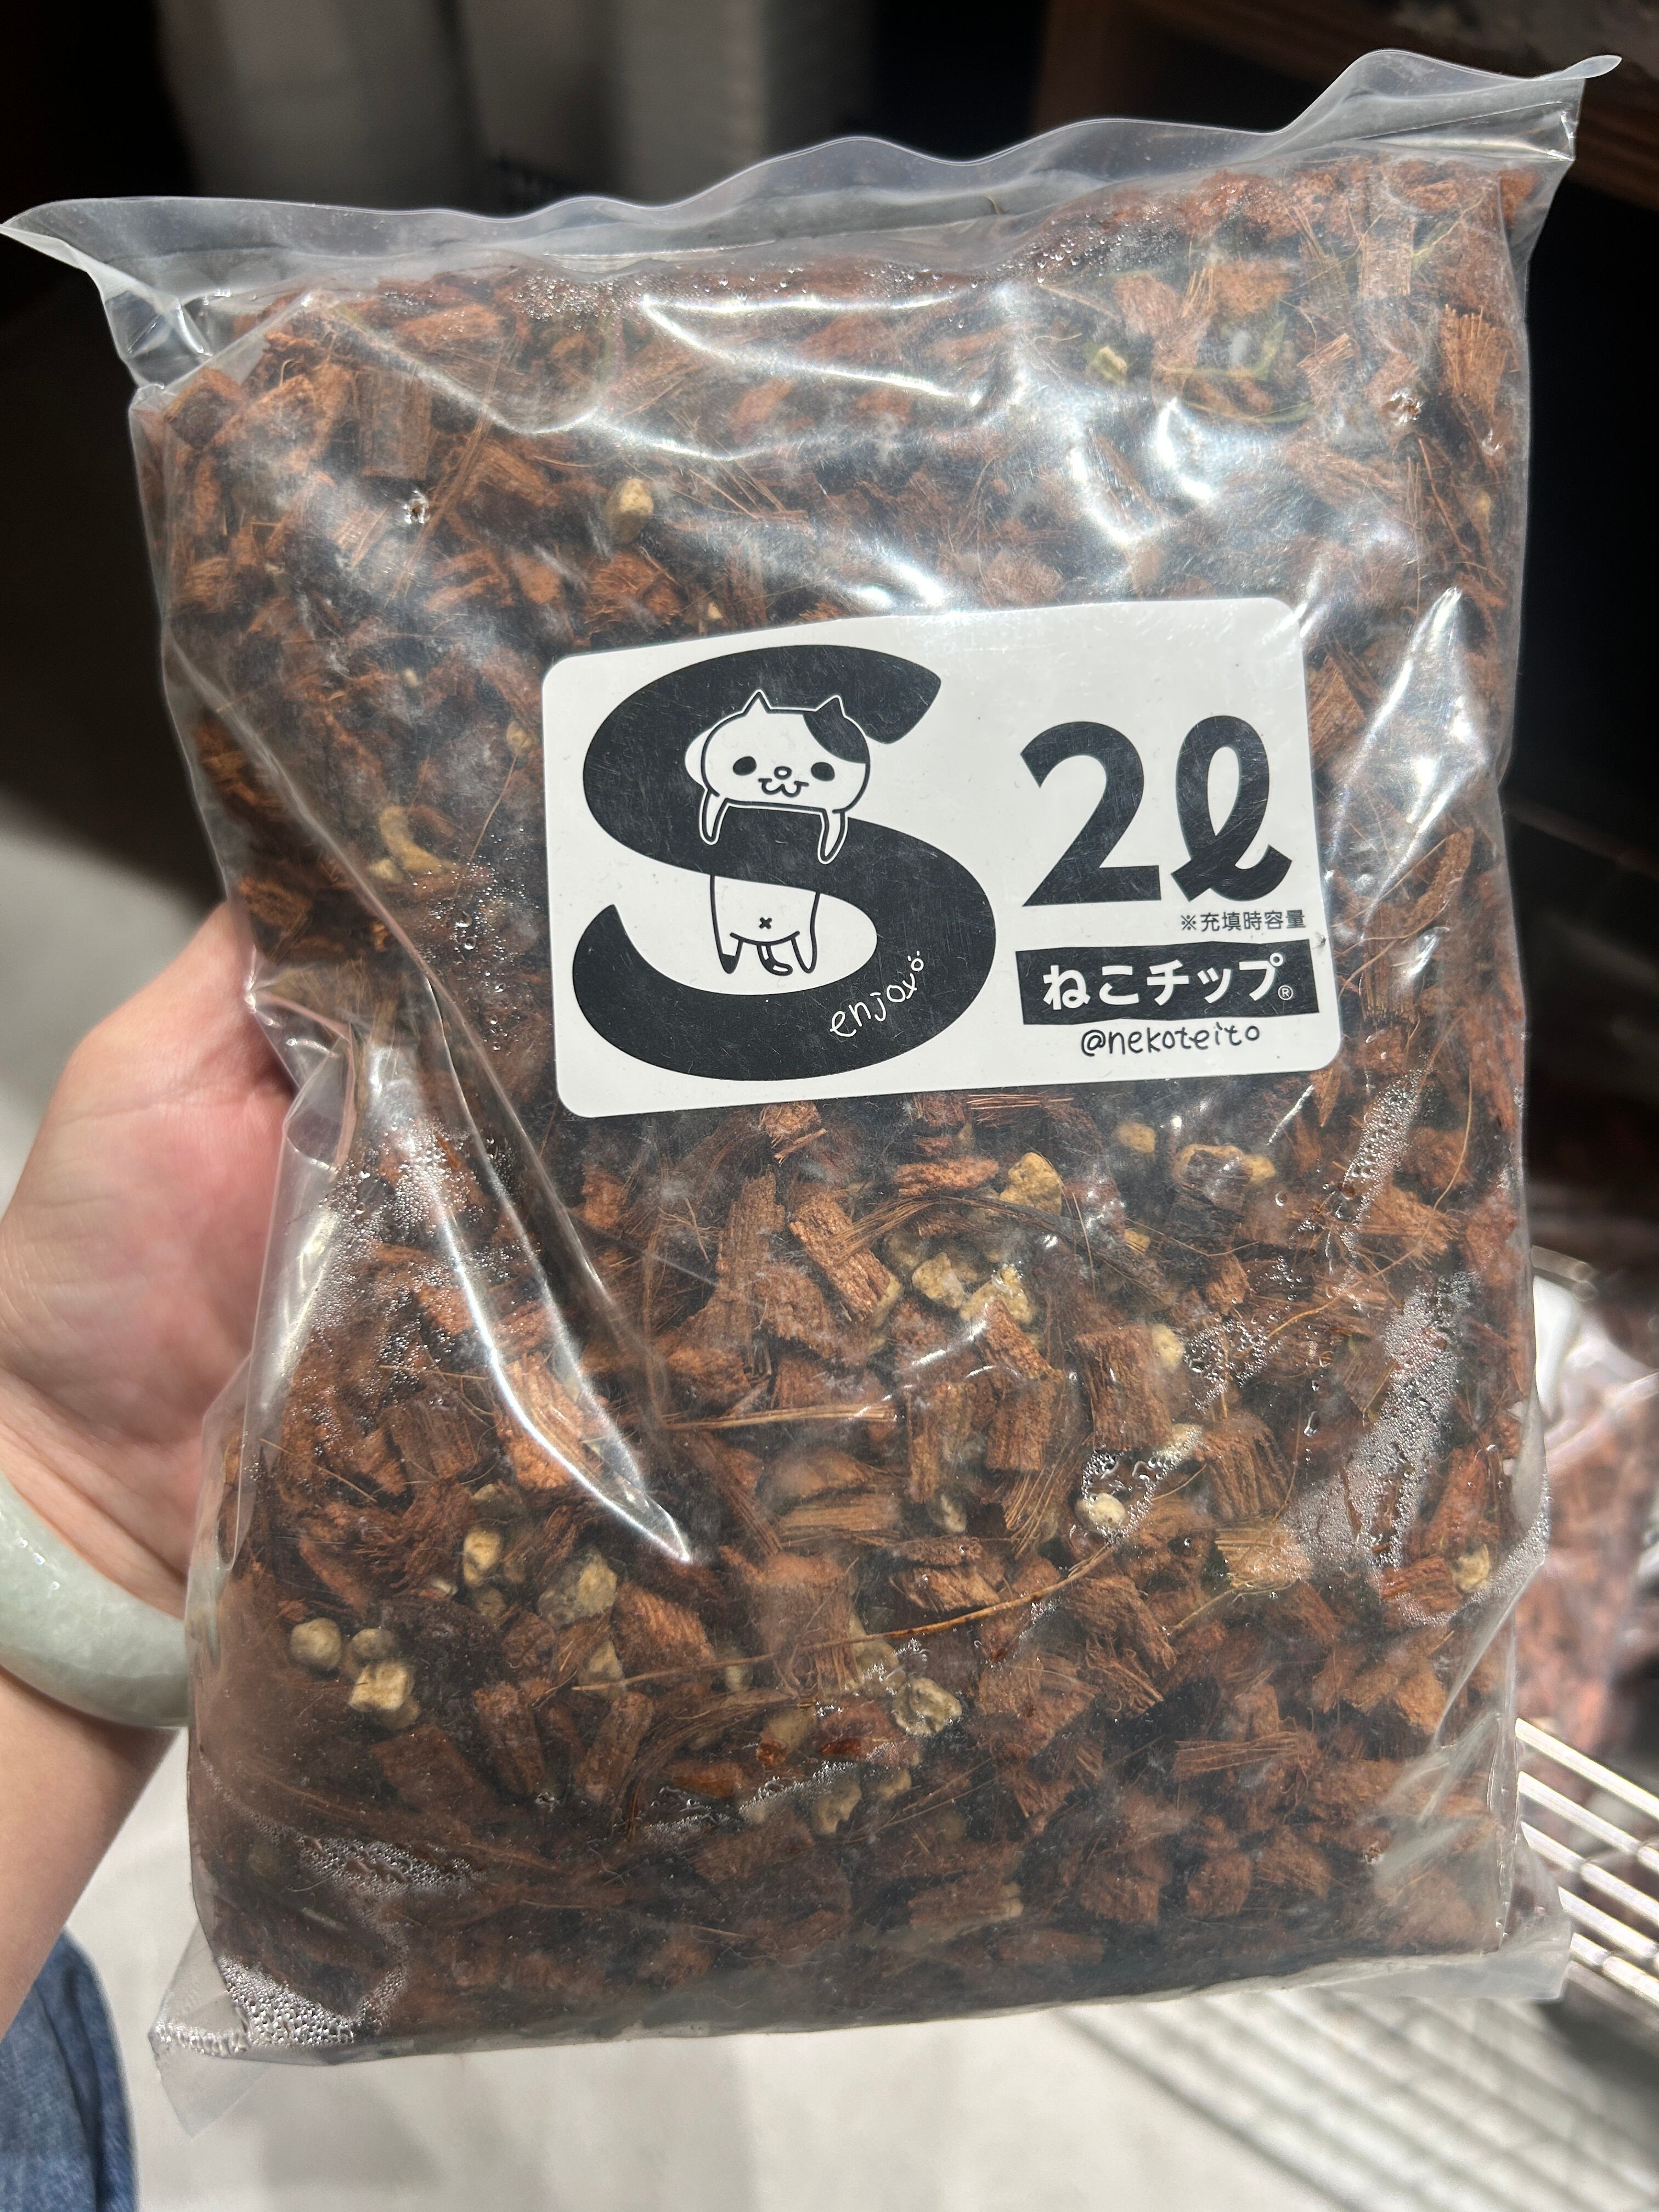 S
enjoy
2ℓ
※充填時容量
ねこチップ®
@nekoteito